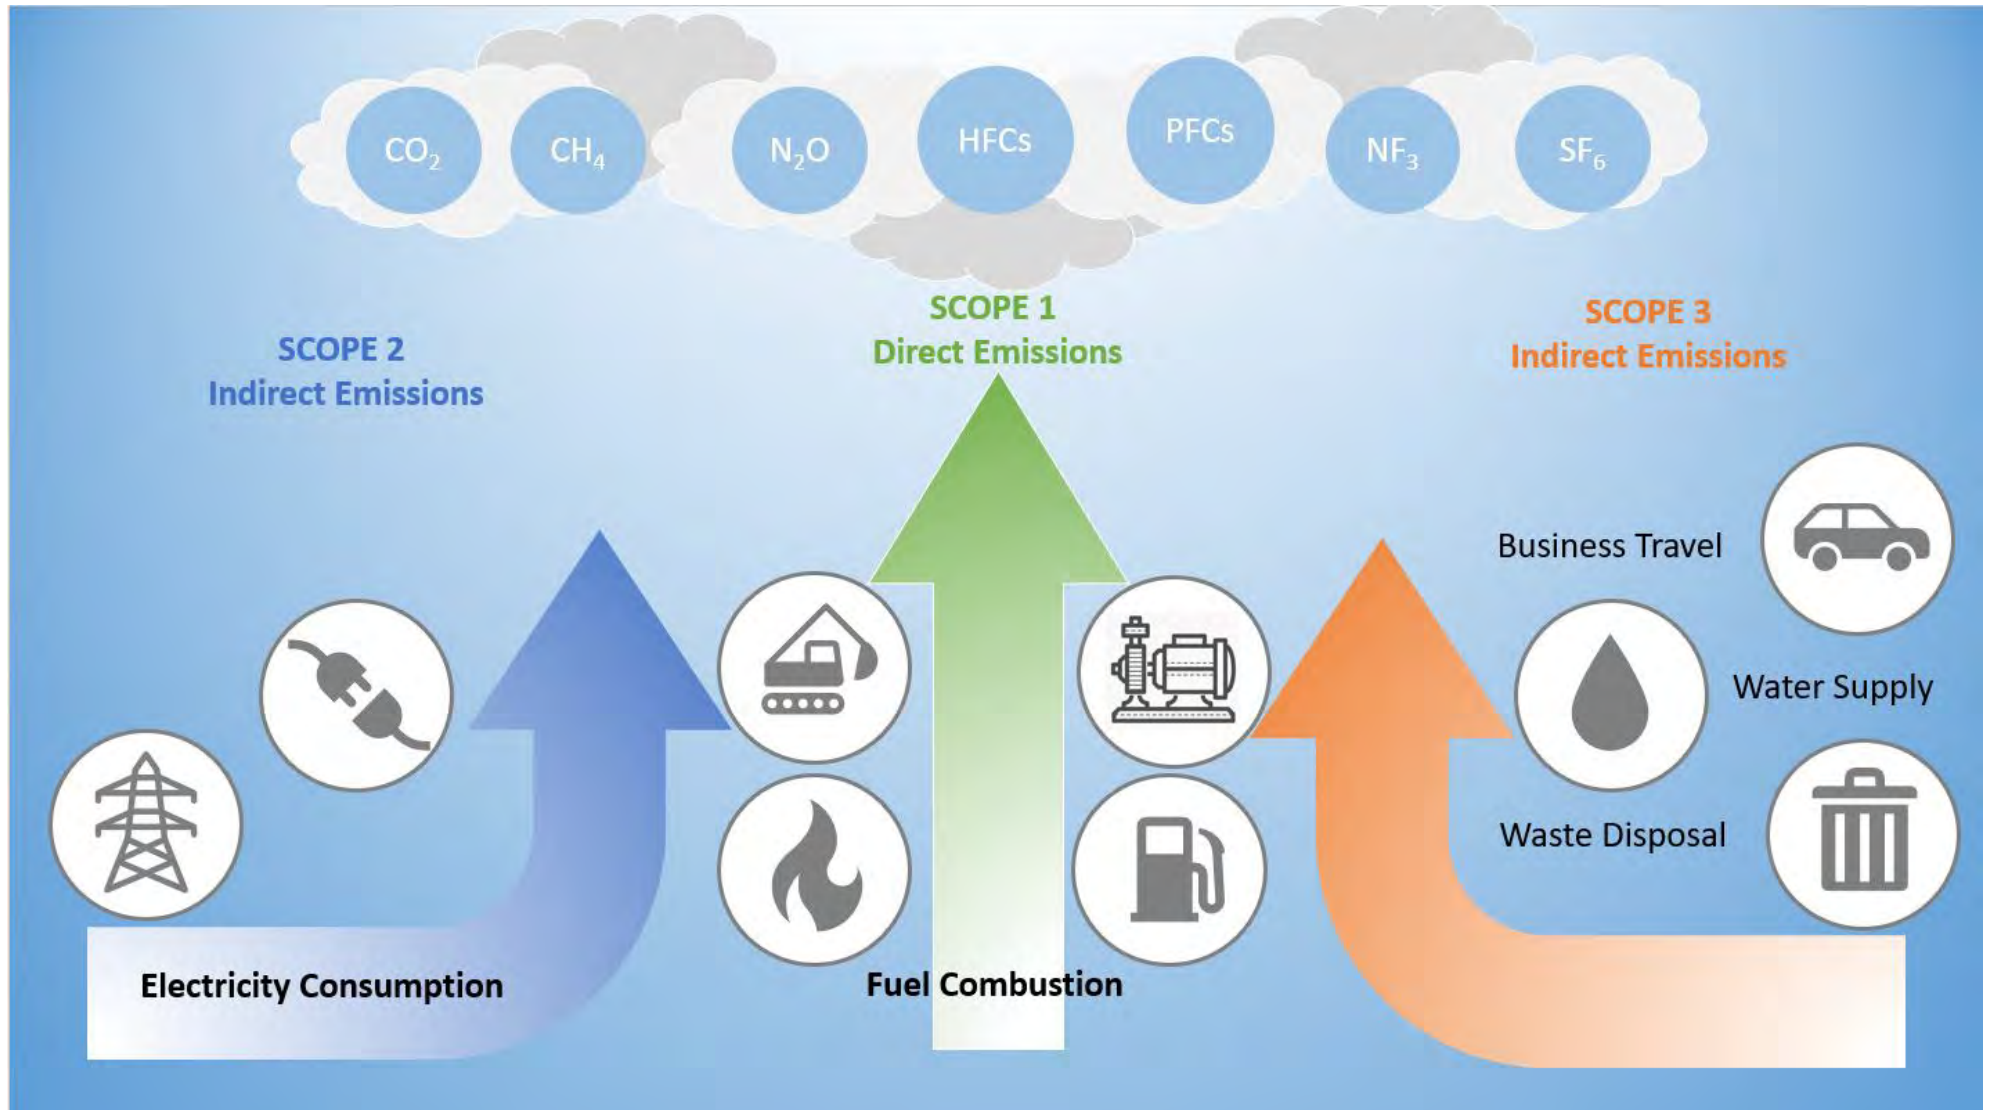 CO₂
CH₄
N₂O
HFCs
PFCs
NF₃
SF₆
SCOPE 1
Direct Emissions
SCOPE 2
Indirect Emissions
SCOPE 3
Indirect Emissions
Business Travel
Water Supply
Waste Disposal
Electricity Consumption
Fuel Combustion